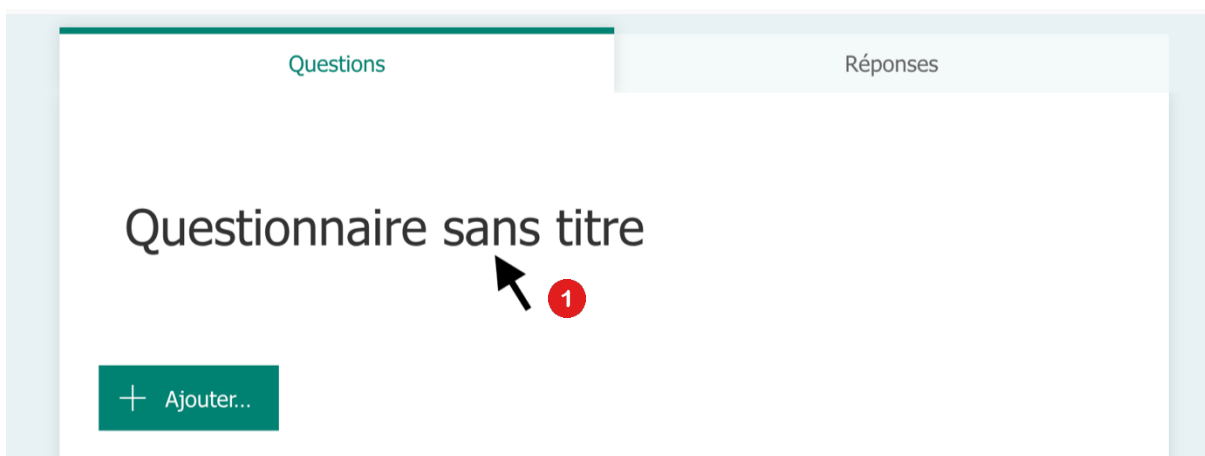 Questions
Réponses
Questionnaire sans titre
1
Ajouter...